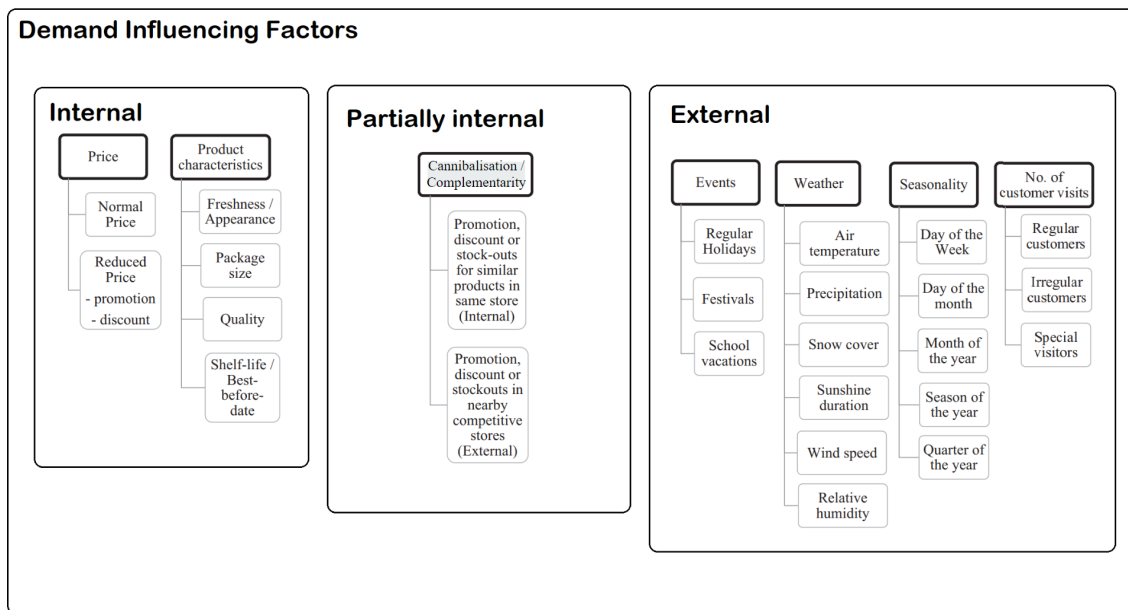 Demand Influencing Factors
Internal
Price
Normal
Price
Reduced
Price
- promotion
- discount
Product
characteristics
Freshness /
Appearance
Package
size
Quality
Shelf-life /
Best-
before-
date
Partially internal
Cannibalisation /
Complementarity
Promotion,
discount or
stock-outs
for similar
products in
same store
(Internal)
Promotion,
discount or
stockouts in
nearby
competitive
stores
(External)
External
Events
Regular
Holidays
Festivals
School
vacations
Weather
Air
temperature
Precipitation
Snow cover
Sunshine
duration
Wind speed
Relative
humidity
Seasonality
Day of the
Week
Day of the
month
Month of
the year
Season of
the year
Quarter of
the year
No. of
customer visits
Regular
customers
Irregular
customers
Special
visitors